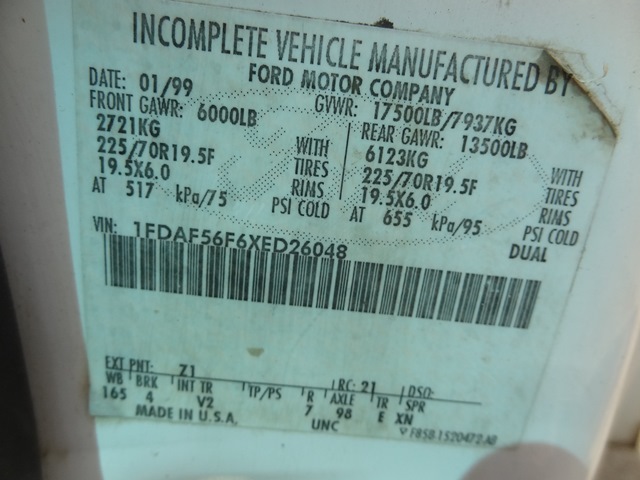 INCOMPLETE VEHICLE MANUFACTURED BY
FORD MOTOR COMPANY
DATE: 01/99
GVWR: 17500LB/7937KG
FRONT GAWR: 6000LB
REAR GAWR: 13500LB
2721KG WITH
6123KG WITH
225/70R19.5F TIRES
225/70R19.5F TIRES
19.5X6.0 RIMS
19.5X6.0 RIMS
AT 517 kPa/75 PSI COLD
AT 655 kPa/95 PSI COLD
DUAL
VIN: 1FDAF56F6XED26048
EXT PNT: Z1 RC: 21 DSO:
WB BRK INT TR TP/PS R AXLE TR SPR
165 4 V2 7 98 E XN
MADE IN U.S.A. UNC
F85B-1520472-AB